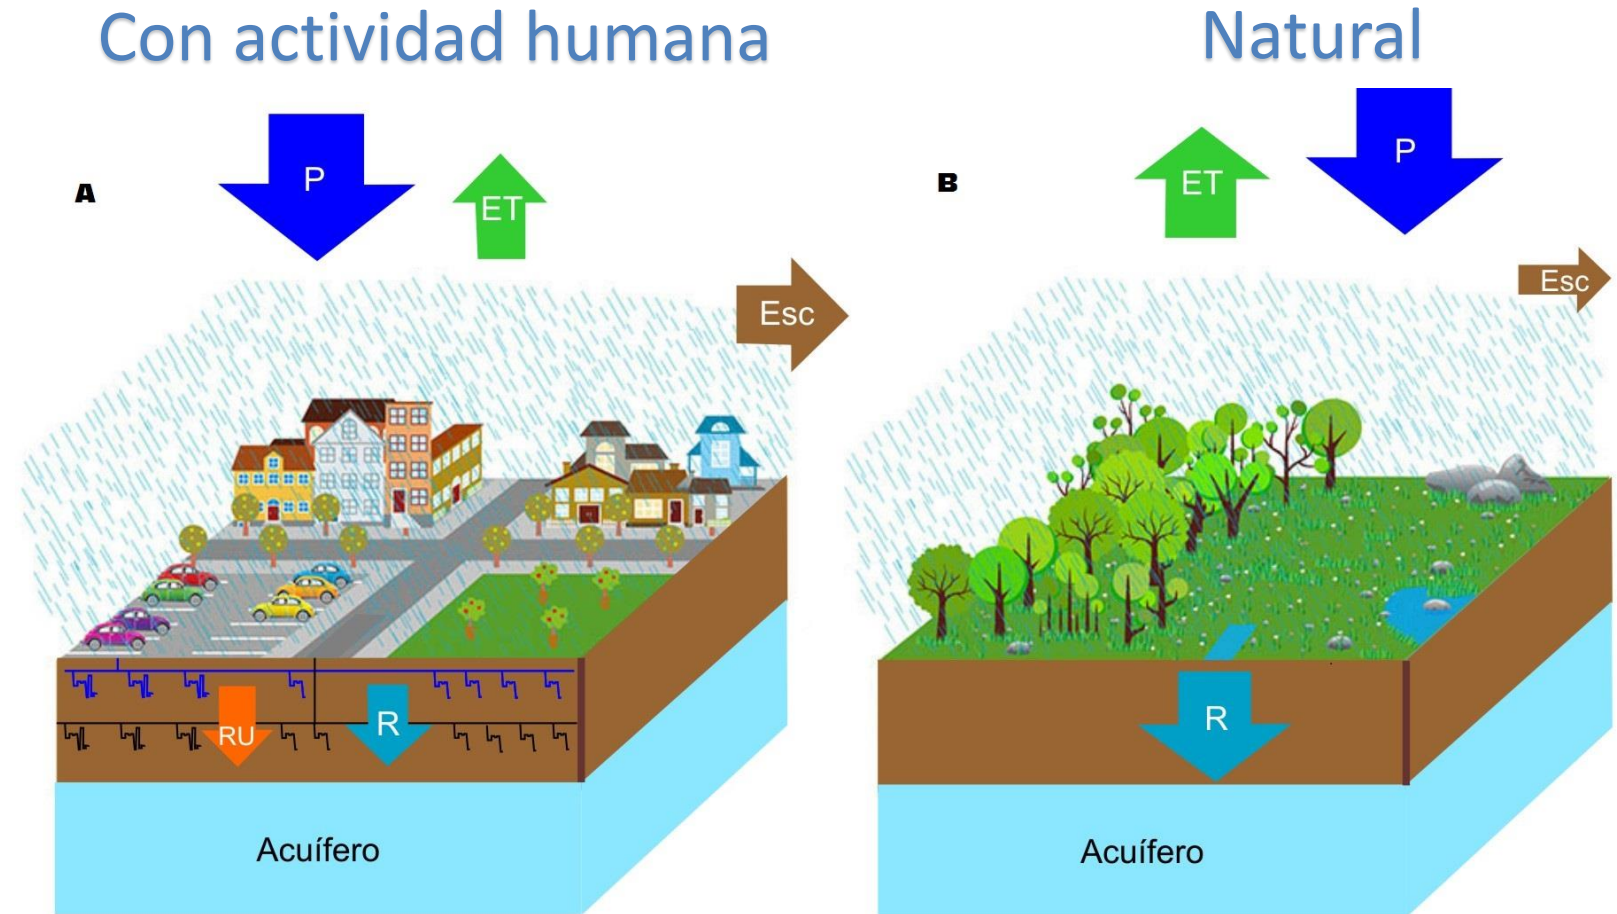 Con actividad humana
Natural
A
P
ET
Esc
RU
R
Acuífero
B
ET
P
Esc
R
Acuífero